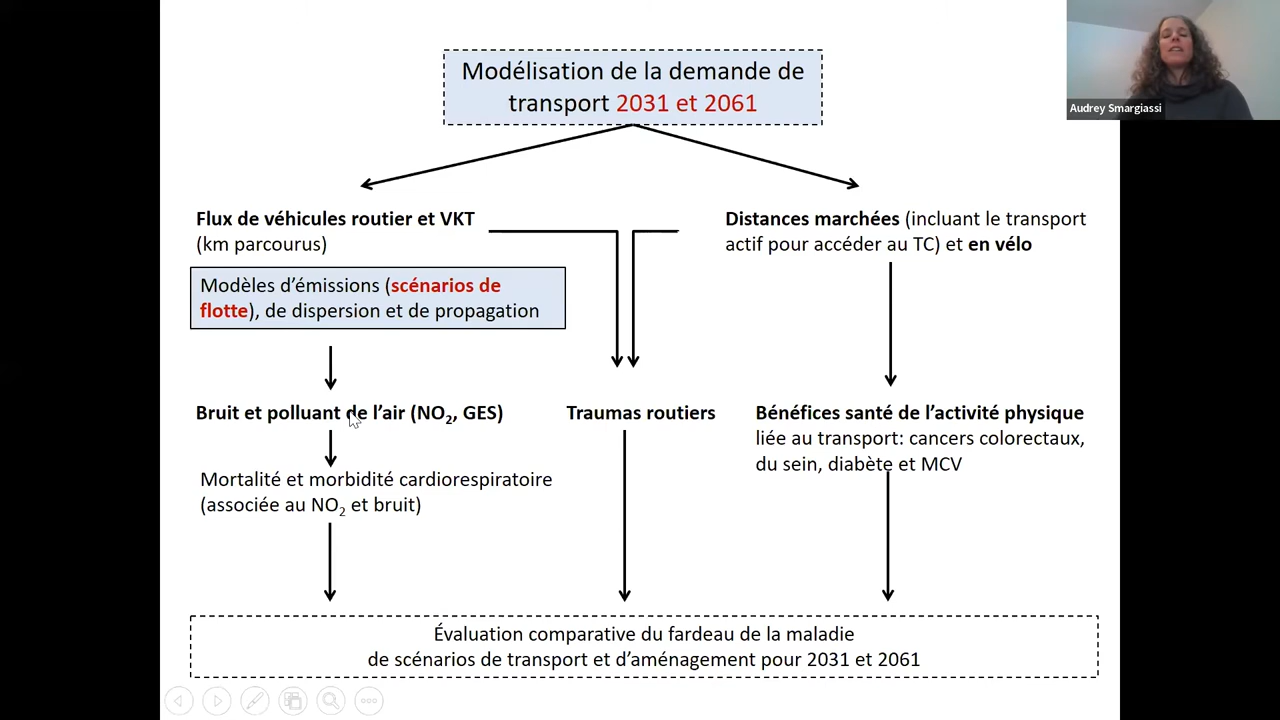 Modélisation de la demande de
transport 2031 et 2061
Audrey Smargiassi
Flux de véhicules routier et VKT
(km parcourus)
Distances marchées (incluant le transport
actif pour accéder au TC) et en vélo
Modèles d'émissions (scénarios de
flotte), de dispersion et de propagation
Bruit et polluant de l'air (NO₂, GES)
Traumas routiers
Bénéfices santé de l'activité physique
liée au transport: cancers colorectaux,
du sein, diabète et MCV
Mortalité et morbidité cardiorespiratoire
(associée au NO₂ et bruit)
Évaluation comparative du fardeau de la maladie
de scénarios de transport et d'aménagement pour 2031 et 2061